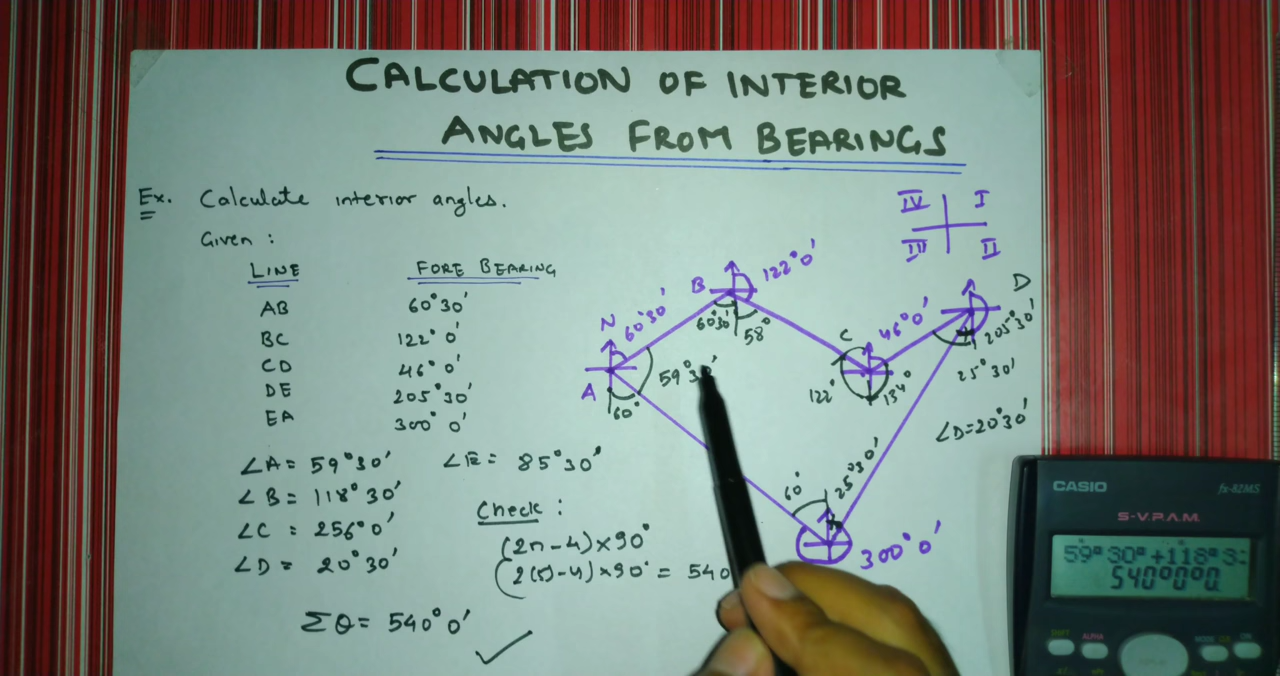 CALCULATION OF INTERIOR
ANGLES FROM BEARINGS
Ex. Calculate interior angles.
Given :
LINE FORE BEARING
AB 60°30'
BC 122°0'
CD 46°0'
DE 205°30'
EA 300°0'
∠A = 59°30' ∠E = 85°30'
∠B = 118°30'
∠C = 256°0'
∠D = 20°30'
Check :
(2n-4)×90°
(2(5)-4)×90° = 540
Σθ = 540°0'
IV I
III II
N
60°30'
A
60°
59°30'
B
122°0'
60°30'
58°
C
46°0'
122°
134°
D
205°30'
25°30'
∠D=20°30'
60°
25°30'
300°0'
CASIO fx-82MS
S-V.P.A.M.
59°30°+118°3
540°0°0.
SHIFT ALPHA MODE ON